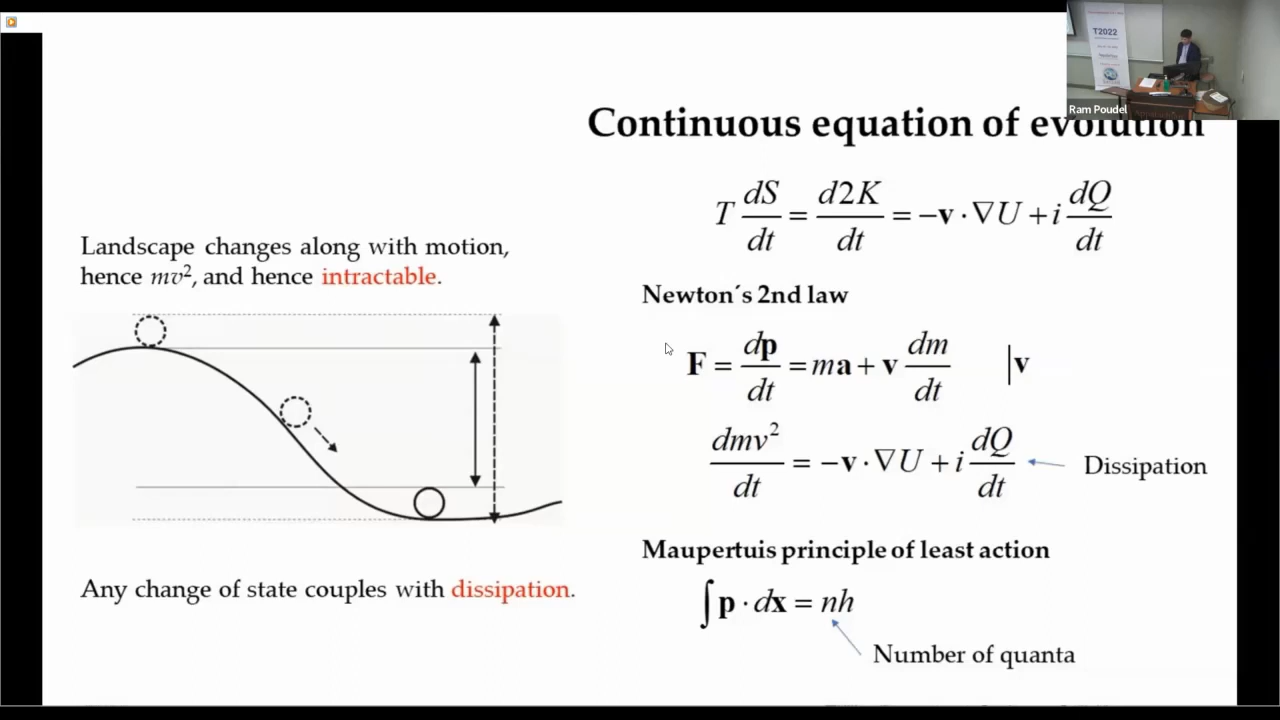 T2022
Ram Poudel
Continuous equation of evolution
T dS/dt = d2K/dt = −v · ∇U + i dQ/dt
Landscape changes along with motion,
hence mv², and hence intractable.
Newton´s 2nd law
F = dp/dt = ma + v dm/dt |v
dmv²/dt = −v · ∇U + i dQ/dt
Dissipation
Maupertuis principle of least action
Any change of state couples with dissipation.
∫p · dx = nh
Number of quanta